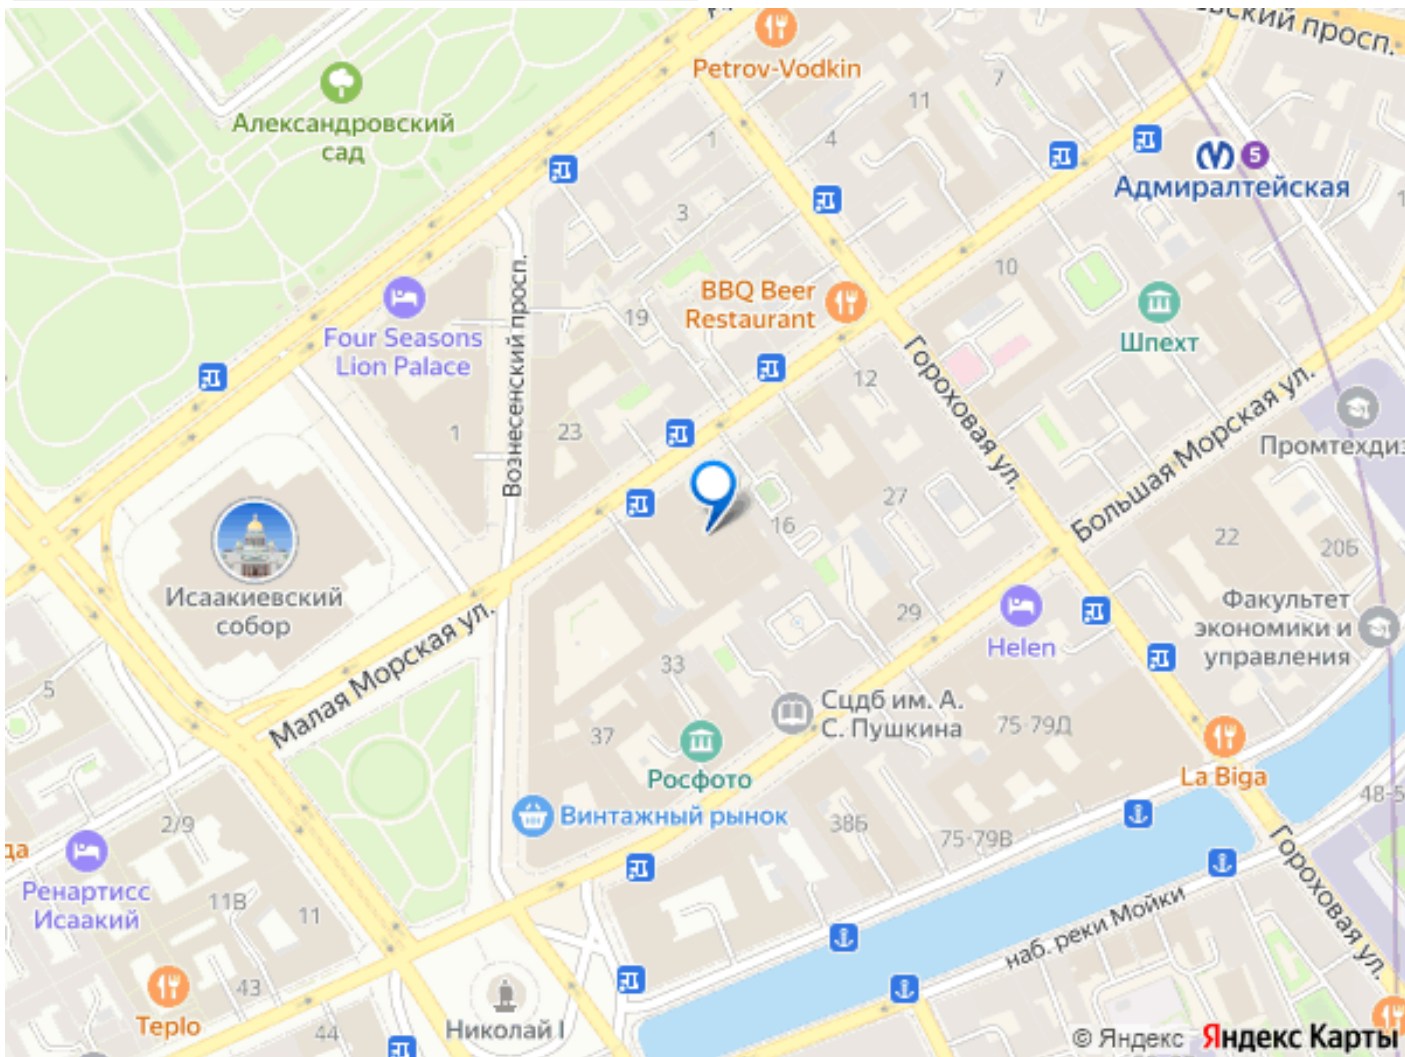 Petrov-Vodkin
Александровский
сад
7
11
1
4
5
Адмиралтейская
3
10
BBQ Beer
Restaurant
19
Four Seasons
Lion Palace
Шпехт
Вознесенский просп.
Гороховая ул.
12
Большая Морская ул.
1
23
Промтехдиз
27
16
22
20Б
Исаакиевский
собор
Малая Морская ул.
29
Helen
Факультет
экономики и
управления
33
5
Сцдб им. А.
С. Пушкина
75-79Д
37
Росфото
La Biga
Винтажный рынок
38Б
75-79В
48-5
2/9
да
Ренартисс
Исаакий
11В
11
Гороховая ул.
наб. реки Мойки
43
Teplo
44
Николай I
© Яндекс Яндекс Карты